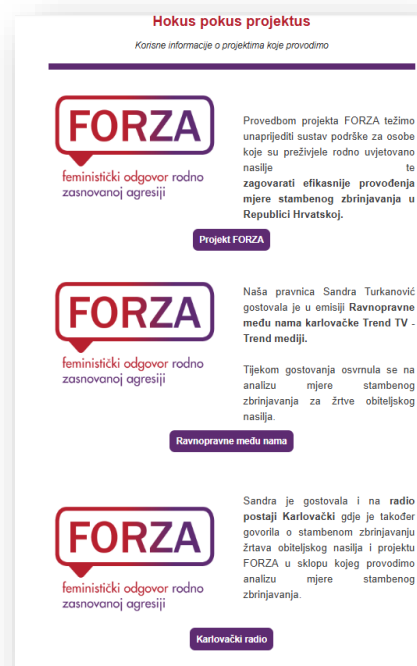 Hokus pokus projektus
Korisne informacije o projektima koje provodimo
FORZA
feministički odgovor rodno
zasnovanoj agresiji
Provedbom projekta FORZA težimo
unaprijediti sustav podrške za osobe
koje su preživjele rodno uvjetovano
nasilje te
zagovarati efikasnije provođenja
mjere stambenog zbrinjavanja u
Republici Hrvatskoj.
Projekt FORZA
FORZA
feministički odgovor rodno
zasnovanoj agresiji
Naša pravnica Sandra Turkanović
gostovala je u emisiji Ravnopravne
među nama karlovačke Trend TV -
Trend mediji.
Tijekom gostovanja osvrnula se na
analizu mjere stambenog
zbrinjavanja za žrtve obiteljskog
nasilja.
Ravnopravne među nama
FORZA
feministički odgovor rodno
zasnovanoj agresiji
Sandra je gostovala i na radio
postaji Karlovački gdje je također
govorila o stambenom zbrinjavanju
žrtava obiteljskog nasilja i projektu
FORZA u sklopu kojeg provodimo
analizu mjere stambenog
zbrinjavanja.
Karlovački radio